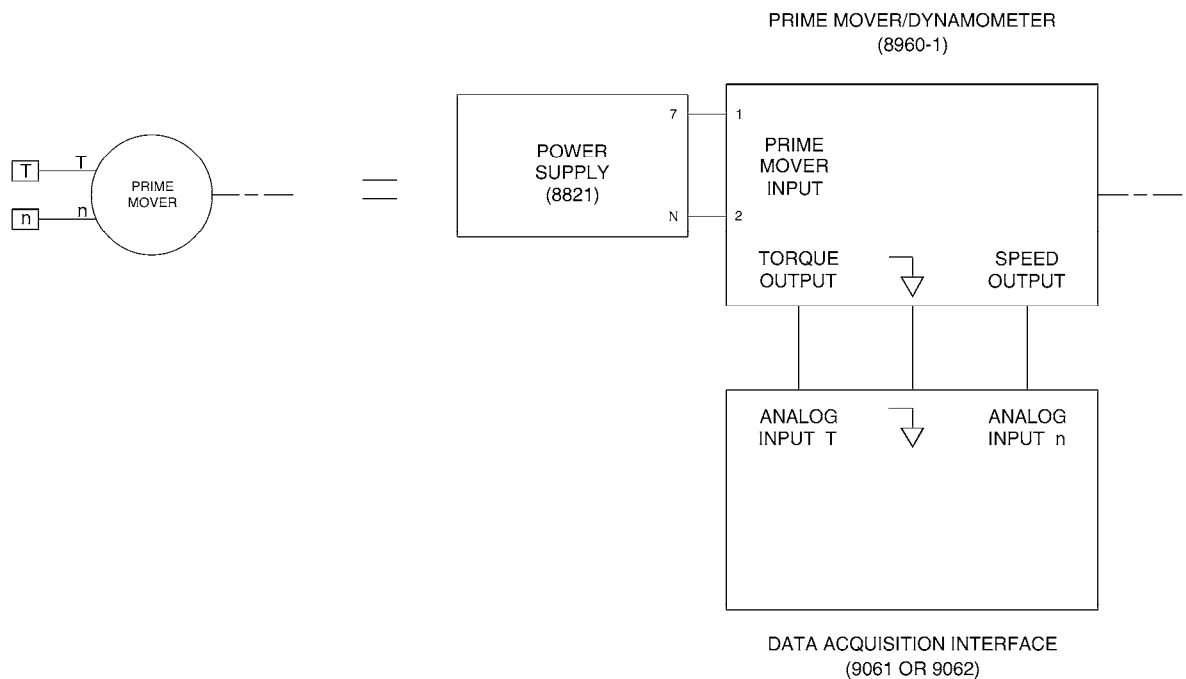 PRIME MOVER/DYNAMOMETER
(8960-1)
7
1
POWER
SUPPLY
(8821)
PRIME
MOVER
INPUT
T
T
PRIME
MOVER
n
n
N
2
TORQUE
OUTPUT
SPEED
OUTPUT
ANALOG
INPUT T
ANALOG
INPUT n
DATA ACQUISITION INTERFACE
(9061 OR 9062)